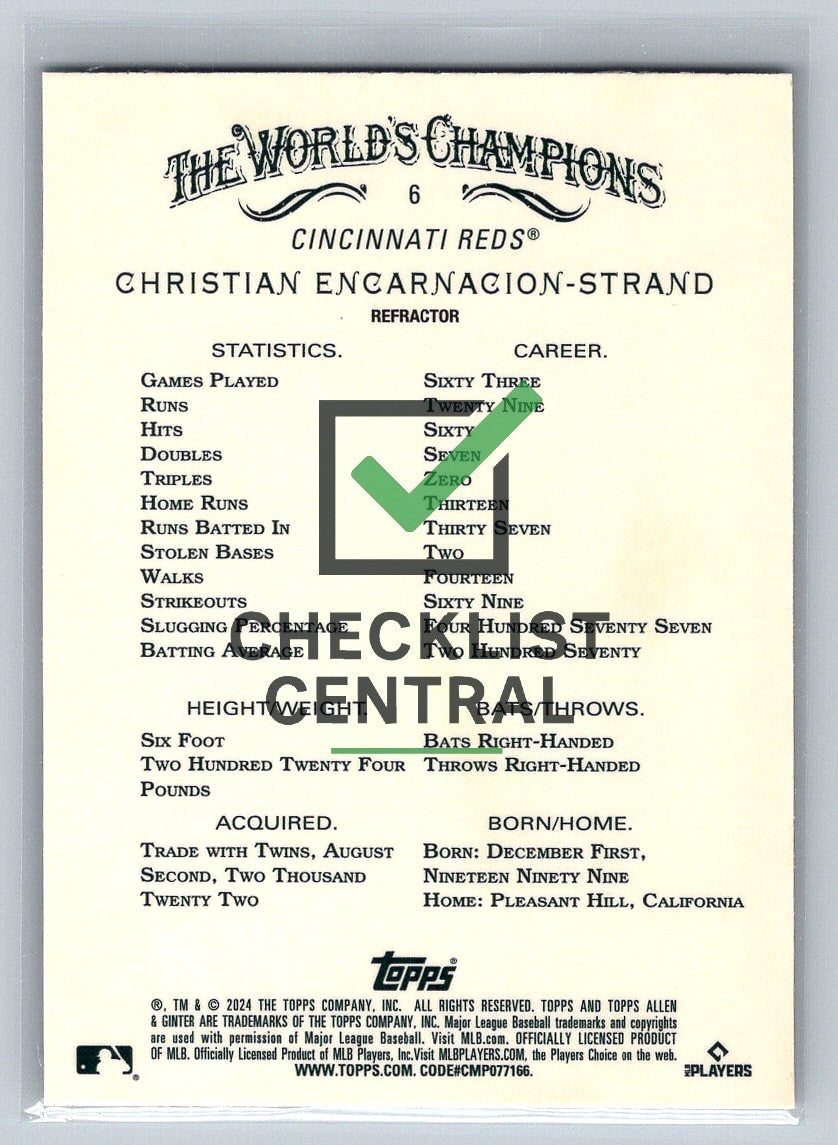 THE WORLD'S CHAMPIONS
6
CINCINNATI REDS®
CHRISTIAN ENCARNACION-STRAND
REFRACTOR
STATISTICS. CAREER.
GAMES PLAYED SIXTY THREE
RUNS TWENTY NINE
HITS SIXTY
DOUBLES SEVEN
TRIPLES ZERO
HOME RUNS THIRTEEN
RUNS BATTED IN THIRTY SEVEN
STOLEN BASES TWO
WALKS FOURTEEN
STRIKEOUTS SIXTY NINE
SLUGGING PERCENTAGE FOUR HUNDRED SEVENTY SEVEN
BATTING AVERAGE TWO HUNDRED SEVENTY
CHECKLIST
CENTRAL
HEIGHT/WEIGHT. BATS/THROWS.
SIX FOOT BATS RIGHT-HANDED
TWO HUNDRED TWENTY FOUR THROWS RIGHT-HANDED
POUNDS
ACQUIRED. BORN/HOME.
TRADE WITH TWINS, AUGUST BORN: DECEMBER FIRST,
SECOND, TWO THOUSAND NINETEEN NINETY NINE
TWENTY TWO HOME: PLEASANT HILL, CALIFORNIA
Topps®
®, TM & © 2024 THE TOPPS COMPANY, INC. ALL RIGHTS RESERVED. TOPPS AND TOPPS ALLEN
& GINTER ARE TRADEMARKS OF THE TOPPS COMPANY, INC. Major League Baseball trademarks and copyrights
are used with permission of Major League Baseball. Visit MLB.com. OFFICIALLY LICENSED PRODUCT
OF MLB. Officially Licensed Product of MLB Players, Inc.Visit MLBPLAYERS.COM, the Players Choice on the web.
WWW.TOPPS.COM. CODE#CMP077166.
MLB PLAYERS